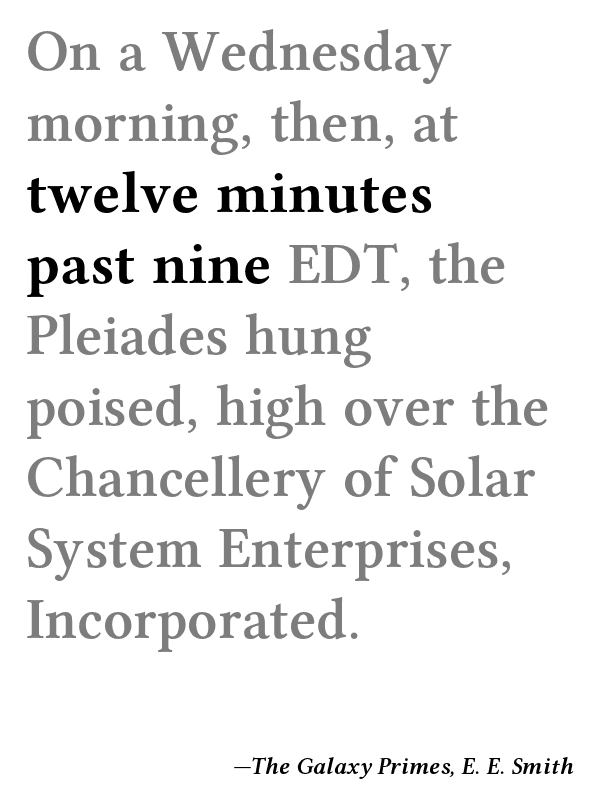 On a Wednesday
morning, then, at
twelve minutes
past nine EDT, the
Pleiades hung
poised, high over the
Chancellery of Solar
System Enterprises,
Incorporated.
—The Galaxy Primes, E. E. Smith